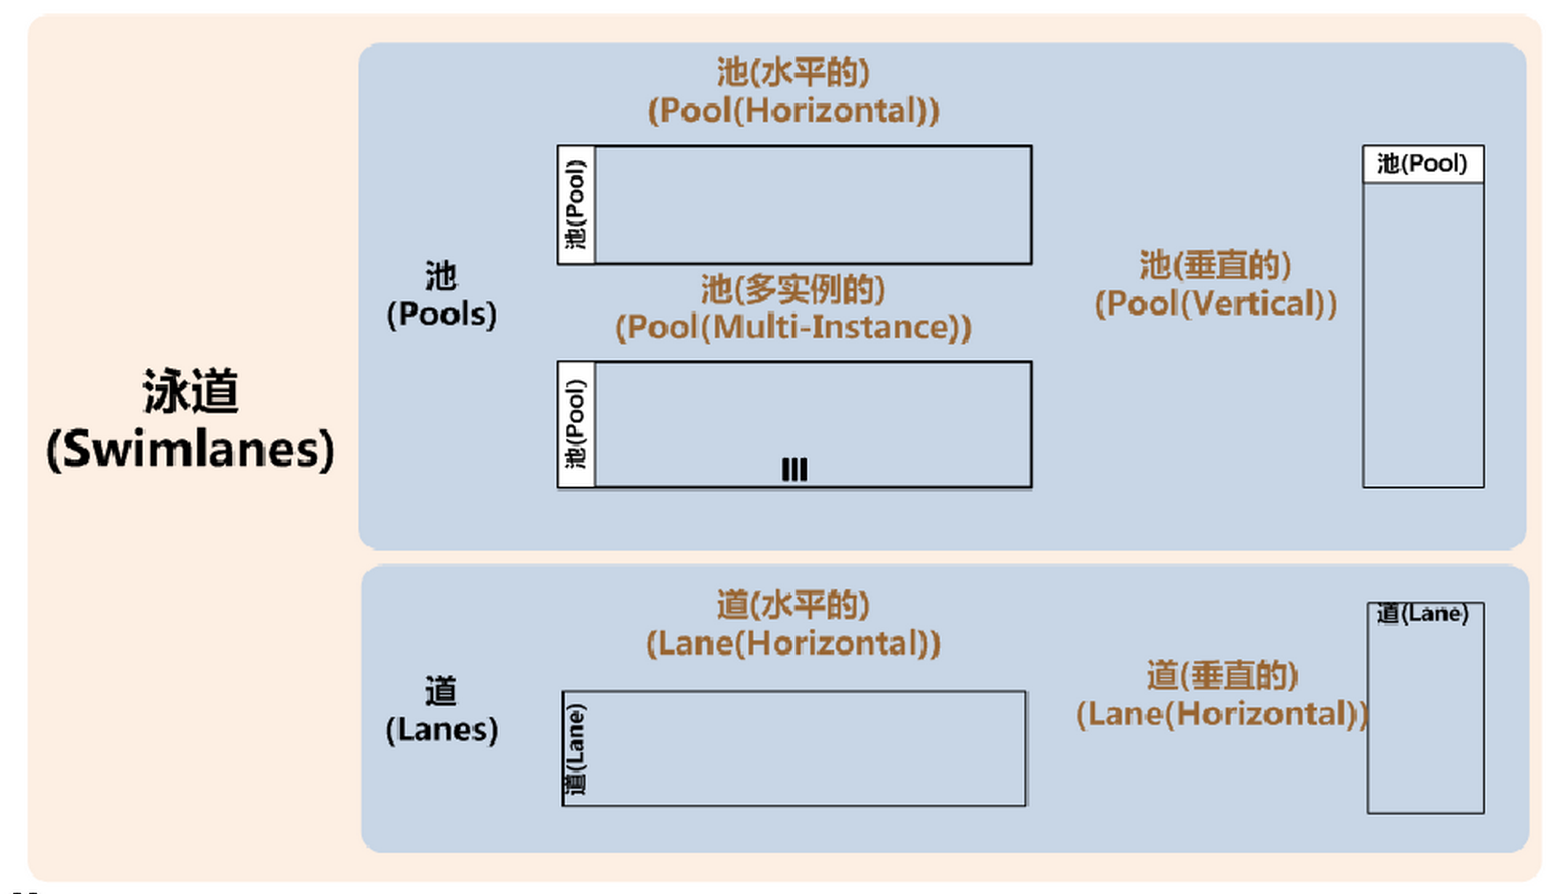 泳道
(Swimlanes)
池
(Pools)
池(水平的)
(Pool(Horizontal))
池(Pool)
池(多实例的)
(Pool(Multi-Instance))
池(Pool)
池(垂直的)
(Pool(Vertical))
池(Pool)
道
(Lanes)
道(水平的)
(Lane(Horizontal))
道(Lane)
道(垂直的)
(Lane(Horizontal))
道(Lane)